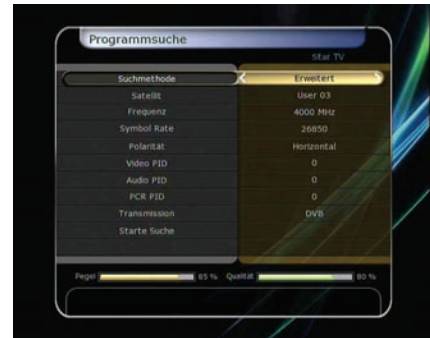 Programmsuche
Star TV
Suchmethode Erweitert
Satellit User 03
Frequenz 4000 MHz
Symbol Rate 26850
Polarität Horizontal
Video PID 0
Audio PID 0
PCR PID 0
Transmission DVB
Starte Suche
Pegel 85 % Qualität 80 %